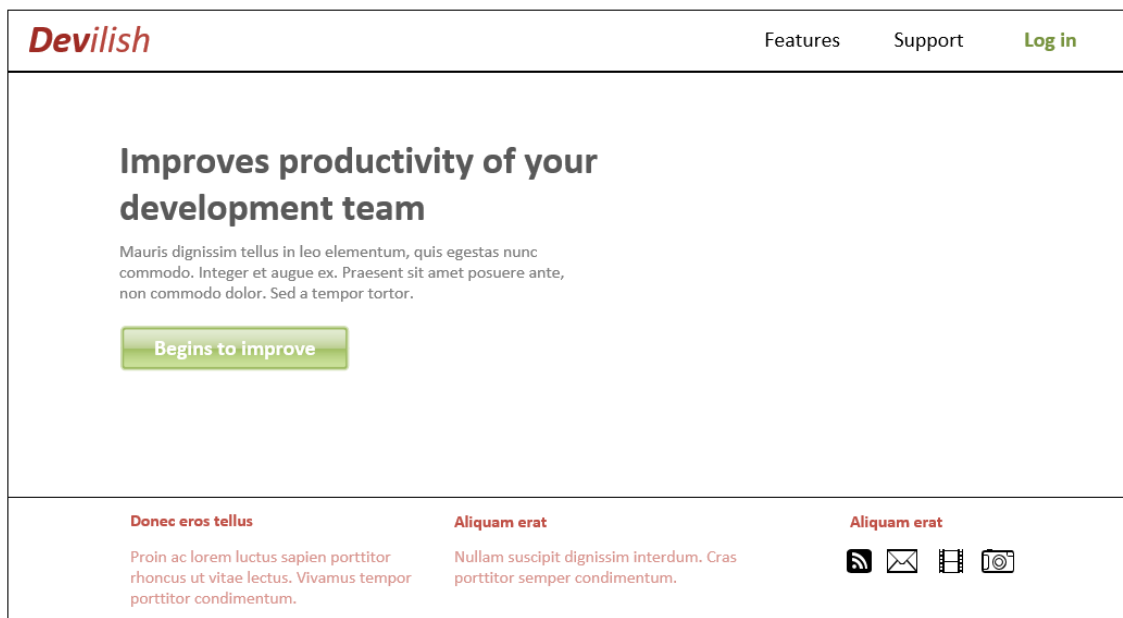 Devilish
Features Support Log in
Improves productivity of your
development team
Mauris dignissim tellus in leo elementum, quis egestas nunc
commodo. Integer et augue ex. Praesent sit amet posuere ante,
non commodo dolor. Sed a tempor tortor.
Begins to improve
Donec eros tellus
Proin ac lorem luctus sapien porttitor
rhoncus ut vitae lectus. Vivamus tempor
porttitor condimentum.
Aliquam erat
Nullam suscipit dignissim interdum. Cras
porttitor semper condimentum.
Aliquam erat